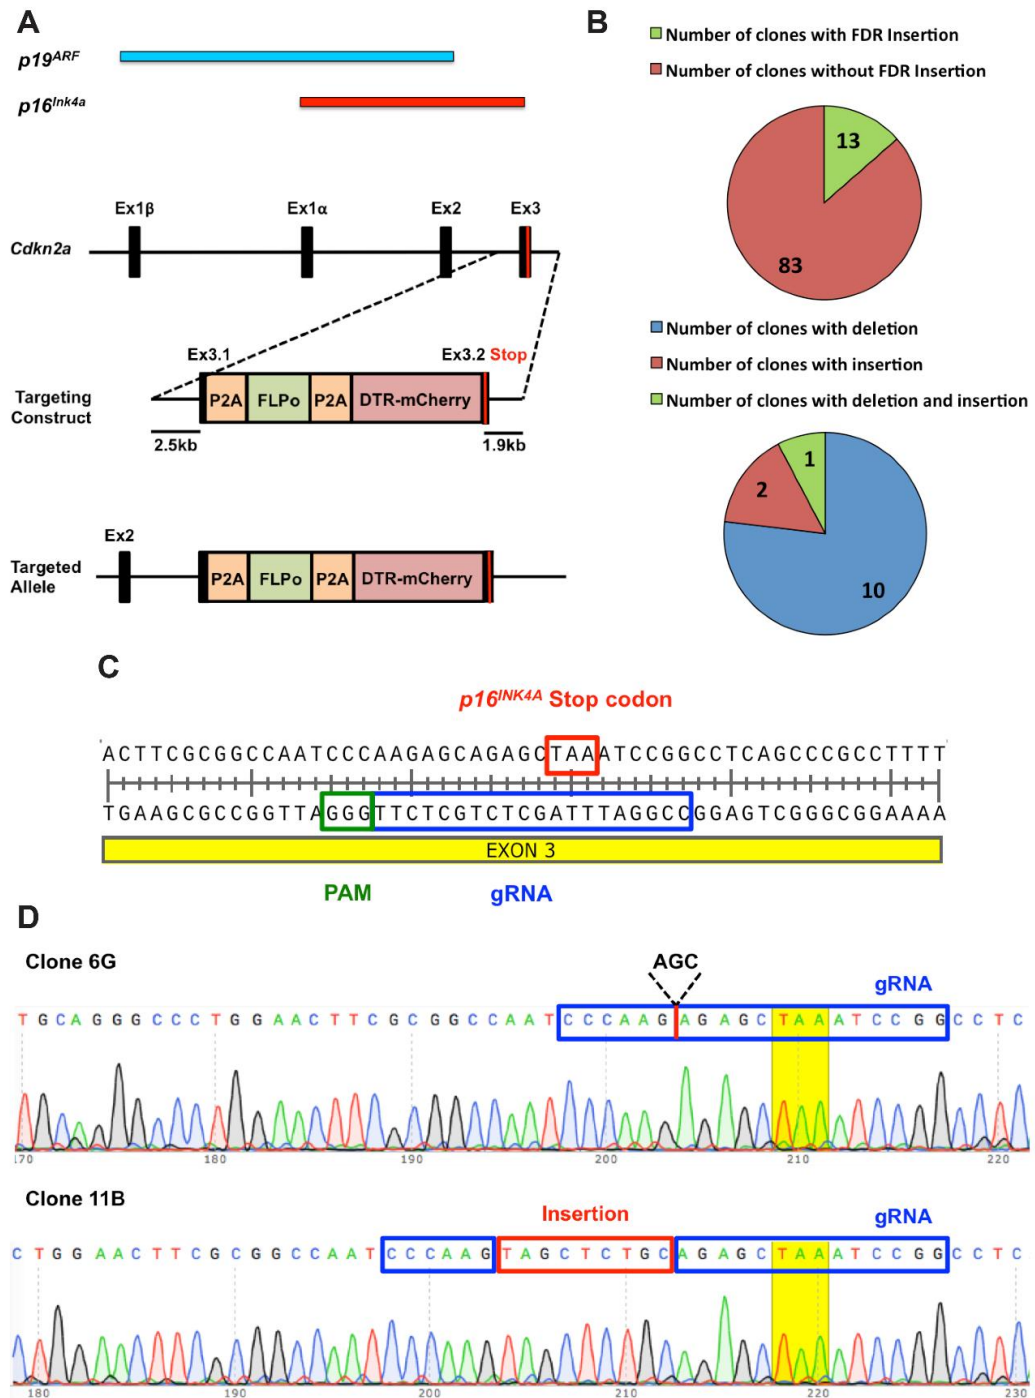 A
p19ARF
p16Ink4a
Ex1β Ex1α Ex2 Ex3
Cdkn2a
Ex3.1 Ex3.2 Stop
Targeting
Construct
P2A FLPo P2A DTR-mCherry
2.5kb 1.9kb
Ex2
Targeted
Allele
P2A FLPo P2A DTR-mCherry
B
Number of clones with FDR Insertion
Number of clones without FDR Insertion
13
83
Number of clones with deletion
Number of clones with insertion
Number of clones with deletion and insertion
1
2
10
C
p16INK4A Stop codon
ACTTCGCGGCCAATCCCAAGAGCAGAGCTAAATCCGGCCTCAGCCCGCCTTTT
TGAAGCGCCGGTTAGGGTTCTCGTCTCGATTTAGGCCGGAGTCGGGCGGAAAA
EXON 3
PAM gRNA
D
Clone 6G
AGC
gRNA
TGCAGGGCCCTGGAACTTCGCGGCCAATCCCAAGAGAGCTAAATCCGGCCTC
170 180 190 200 210 220
Clone 11B
Insertion
gRNA
CTGGAACTTCGCGGCCAATCCCAAGTAGCTCTGCAGAGCTAAATCCGGCCTC
180 190 200 210 220 230